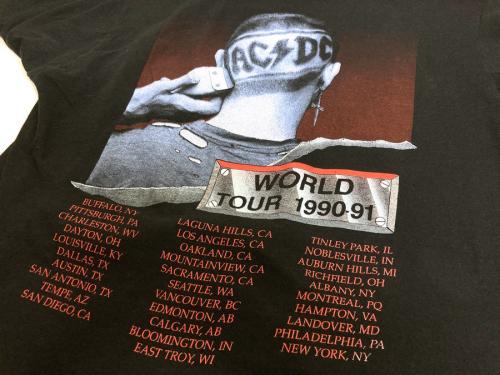 AC⚡DC
WORLD
TOUR 1990-91
BUFFALO, NY
PITTSBURGH, PA
CHARLESTON, WV
DAYTON, OH
LOUISVILLE, KY
DALLAS, TX
AUSTIN, TX
SAN ANTONIO, TX
TEMPE, AZ
SAN DIEGO, CA
LAGUNA HILLS, CA
LOS ANGELES, CA
OAKLAND, CA
MOUNTAINVIEW, CA
SACRAMENTO, CA
SEATTLE, WA
VANCOUVER, BC
EDMONTON, AB
CALGARY, AB
BLOOMINGTON, IN
EAST TROY, WI
TINLEY PARK, IL
NOBLESVILLE, IN
AUBURN HILLS, MI
RICHFIELD, OH
ALBANY, NY
MONTREAL, PQ
HAMPTON, VA
LANDOVER, MD
PHILADELPHIA, PA
NEW YORK, NY